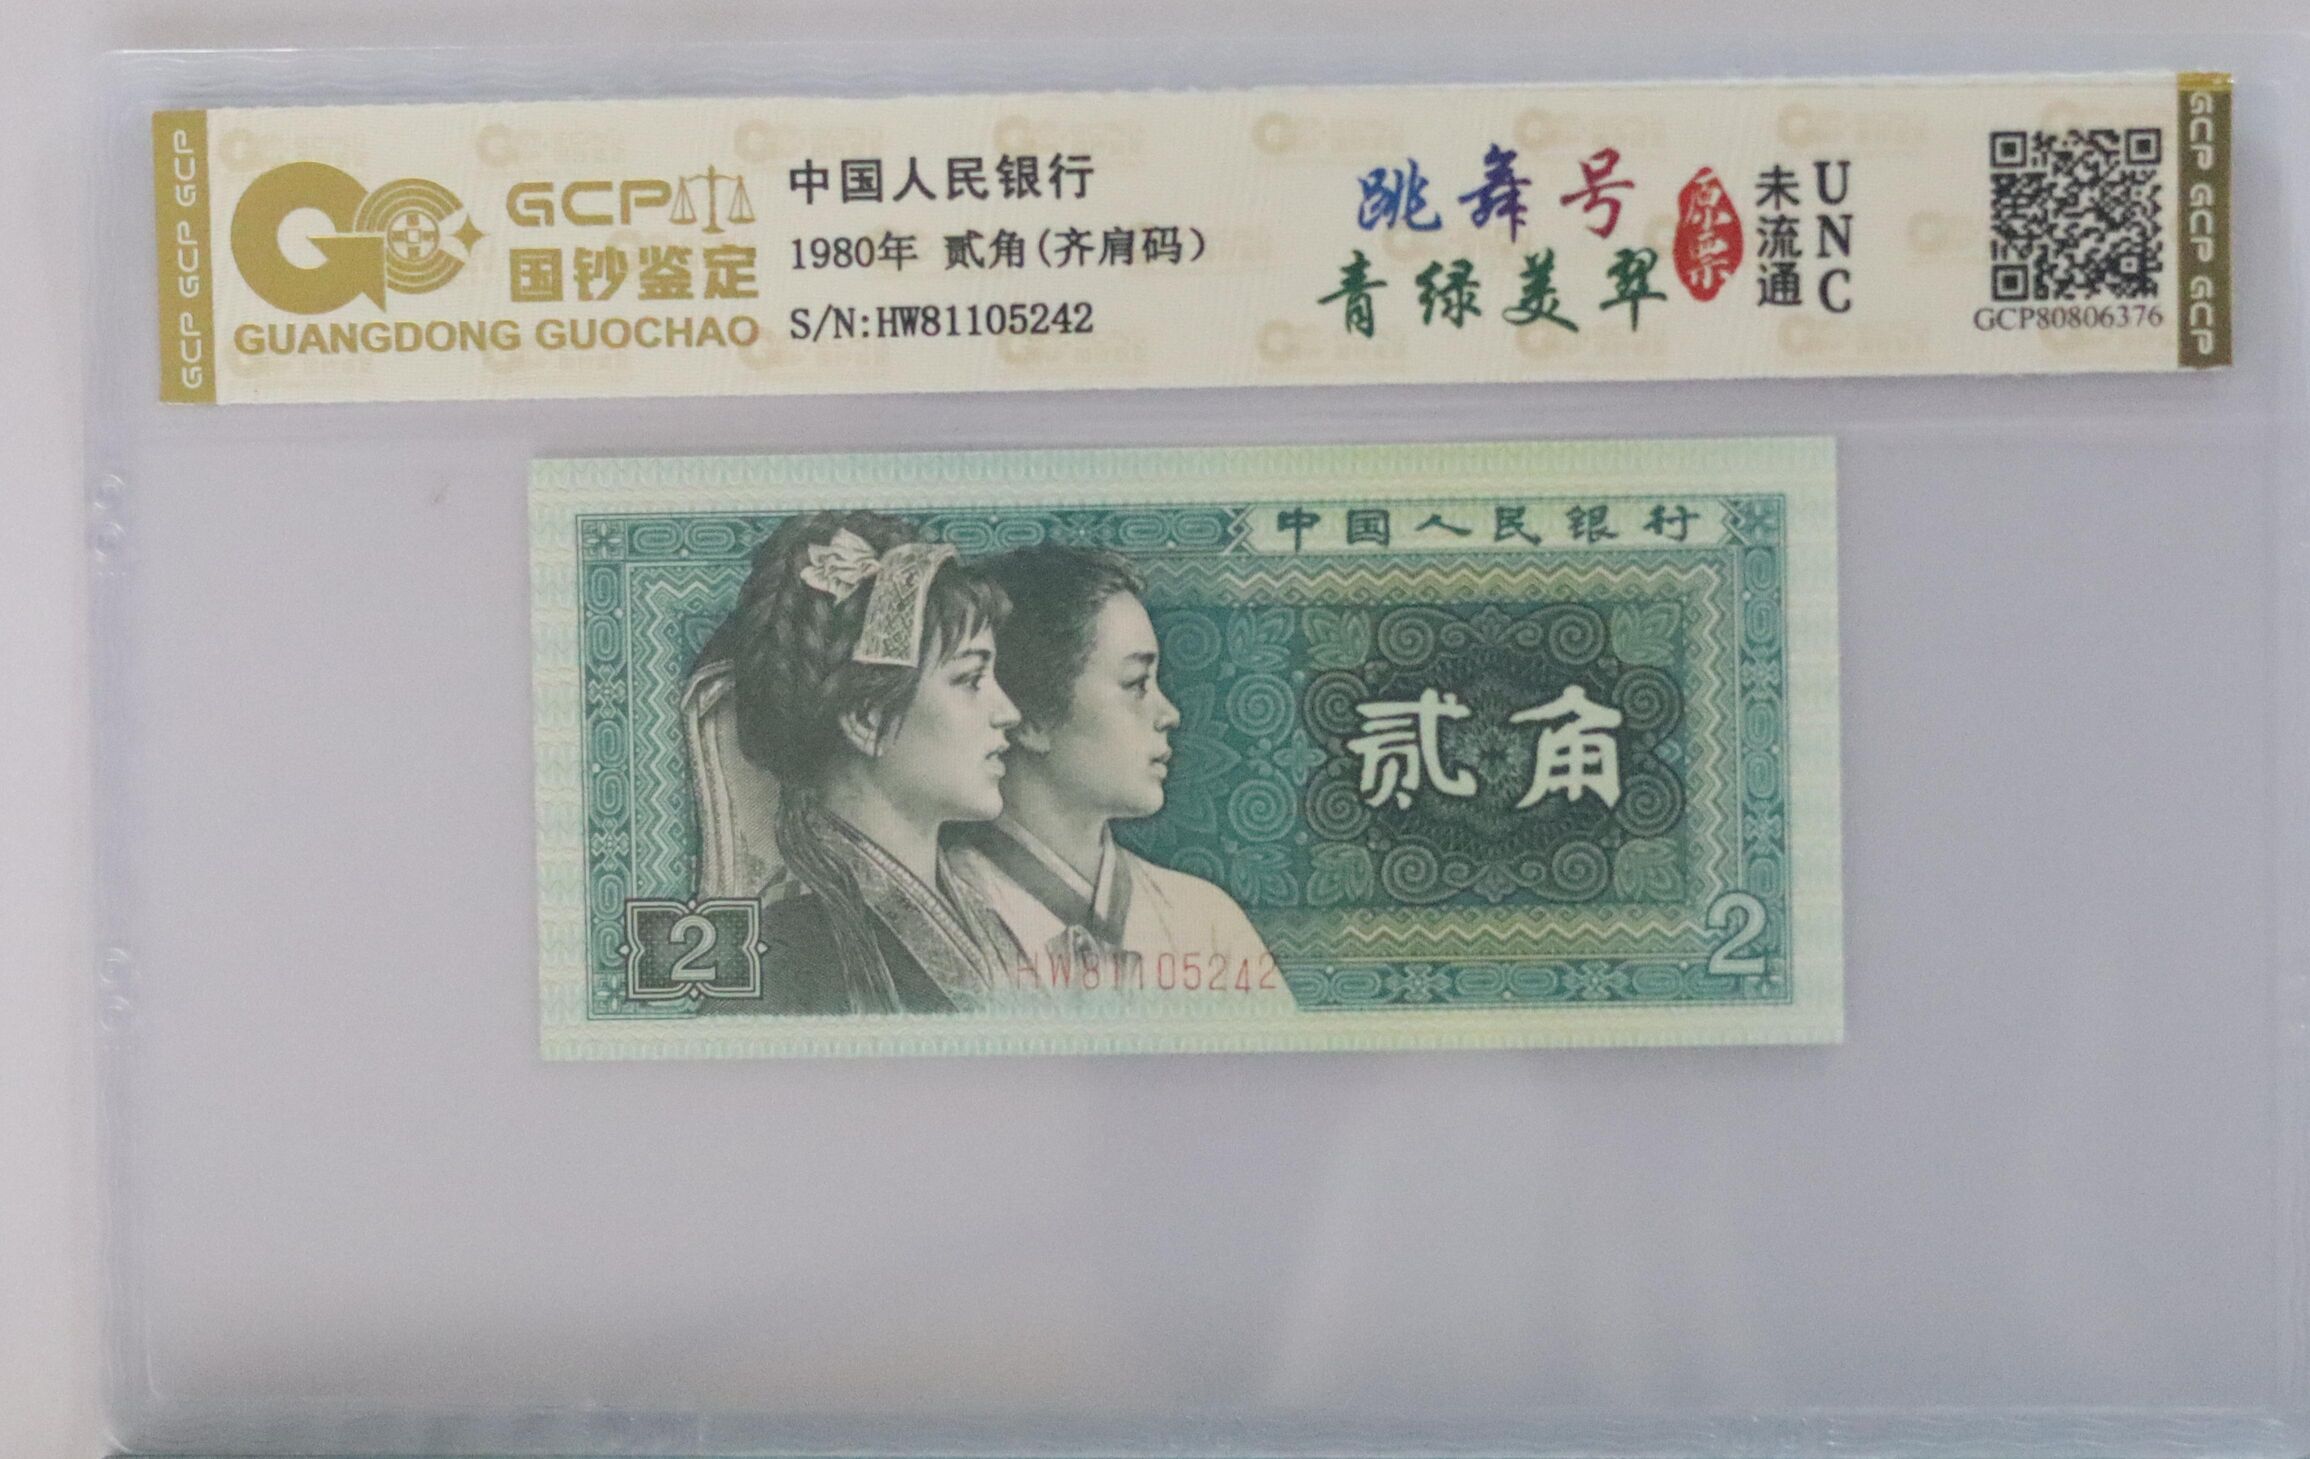 GCP GCP GCP
GCP
国钞鉴定
GUANGDONG GUOCHAO
中国人民银行
1980年 贰角(齐肩码)
S/N:HW81105242
跳舞号
青绿美翠
原票
未流通
UNC
GCP80806376
GCP GCP GCP
中国人民银行
贰角
2
2
HW81105242